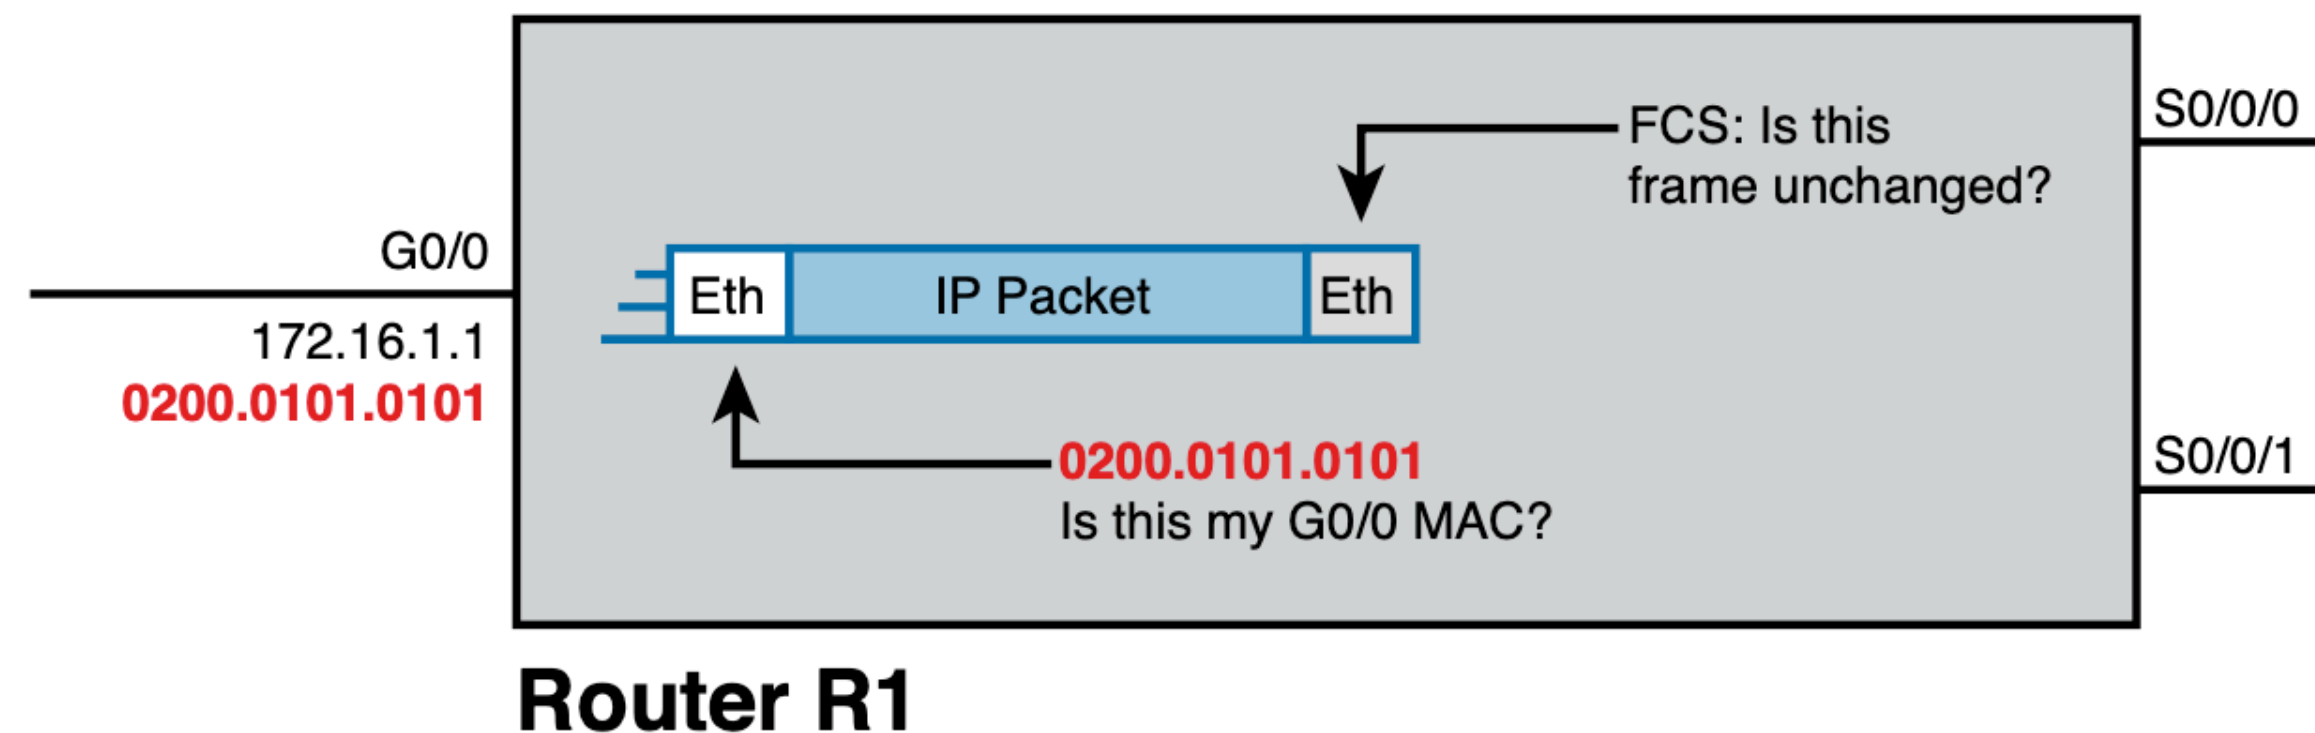 S0/0/0
FCS: Is this
frame unchanged?
G0/0
Eth
IP Packet
Eth
172.16.1.1
0200.0101.0101
0200.0101.0101
Is this my G0/0 MAC?
S0/0/1
Router R1